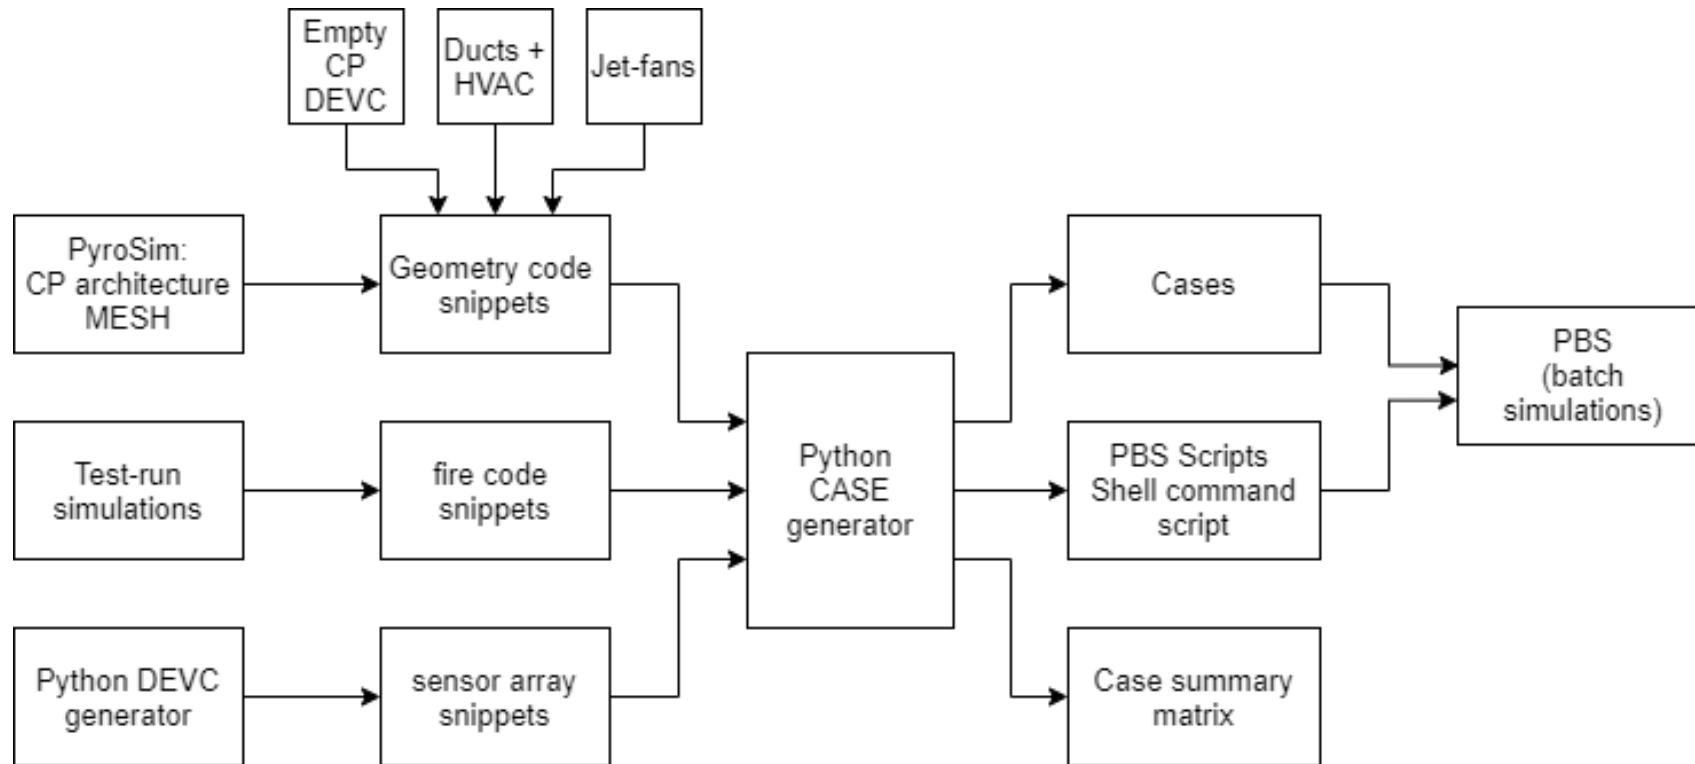 Empty
CP
DEVC
Ducts +
HVAC
Jet-fans
PyroSim:
CP architecture
MESH
Geometry code
snippets
Cases
PBS
(batch
simulations)
Test-run
simulations
fire code
snippets
Python
CASE
generator
PBS Scripts
Shell command
script
Python DEVC
generator
sensor array
snippets
Case summary
matrix